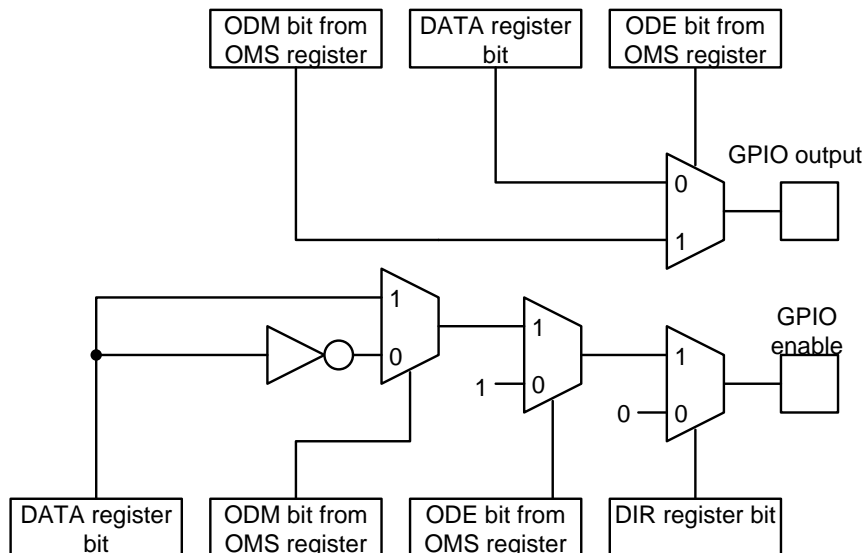 ODM bit from
OMS register
DATA register
bit
ODE bit from
OMS register
GPIO output
0
1
1
0
1
1
0
GPIO
enable
1
0
0
DATA register
bit
ODM bit from
OMS register
ODE bit from
OMS register
DIR register bit